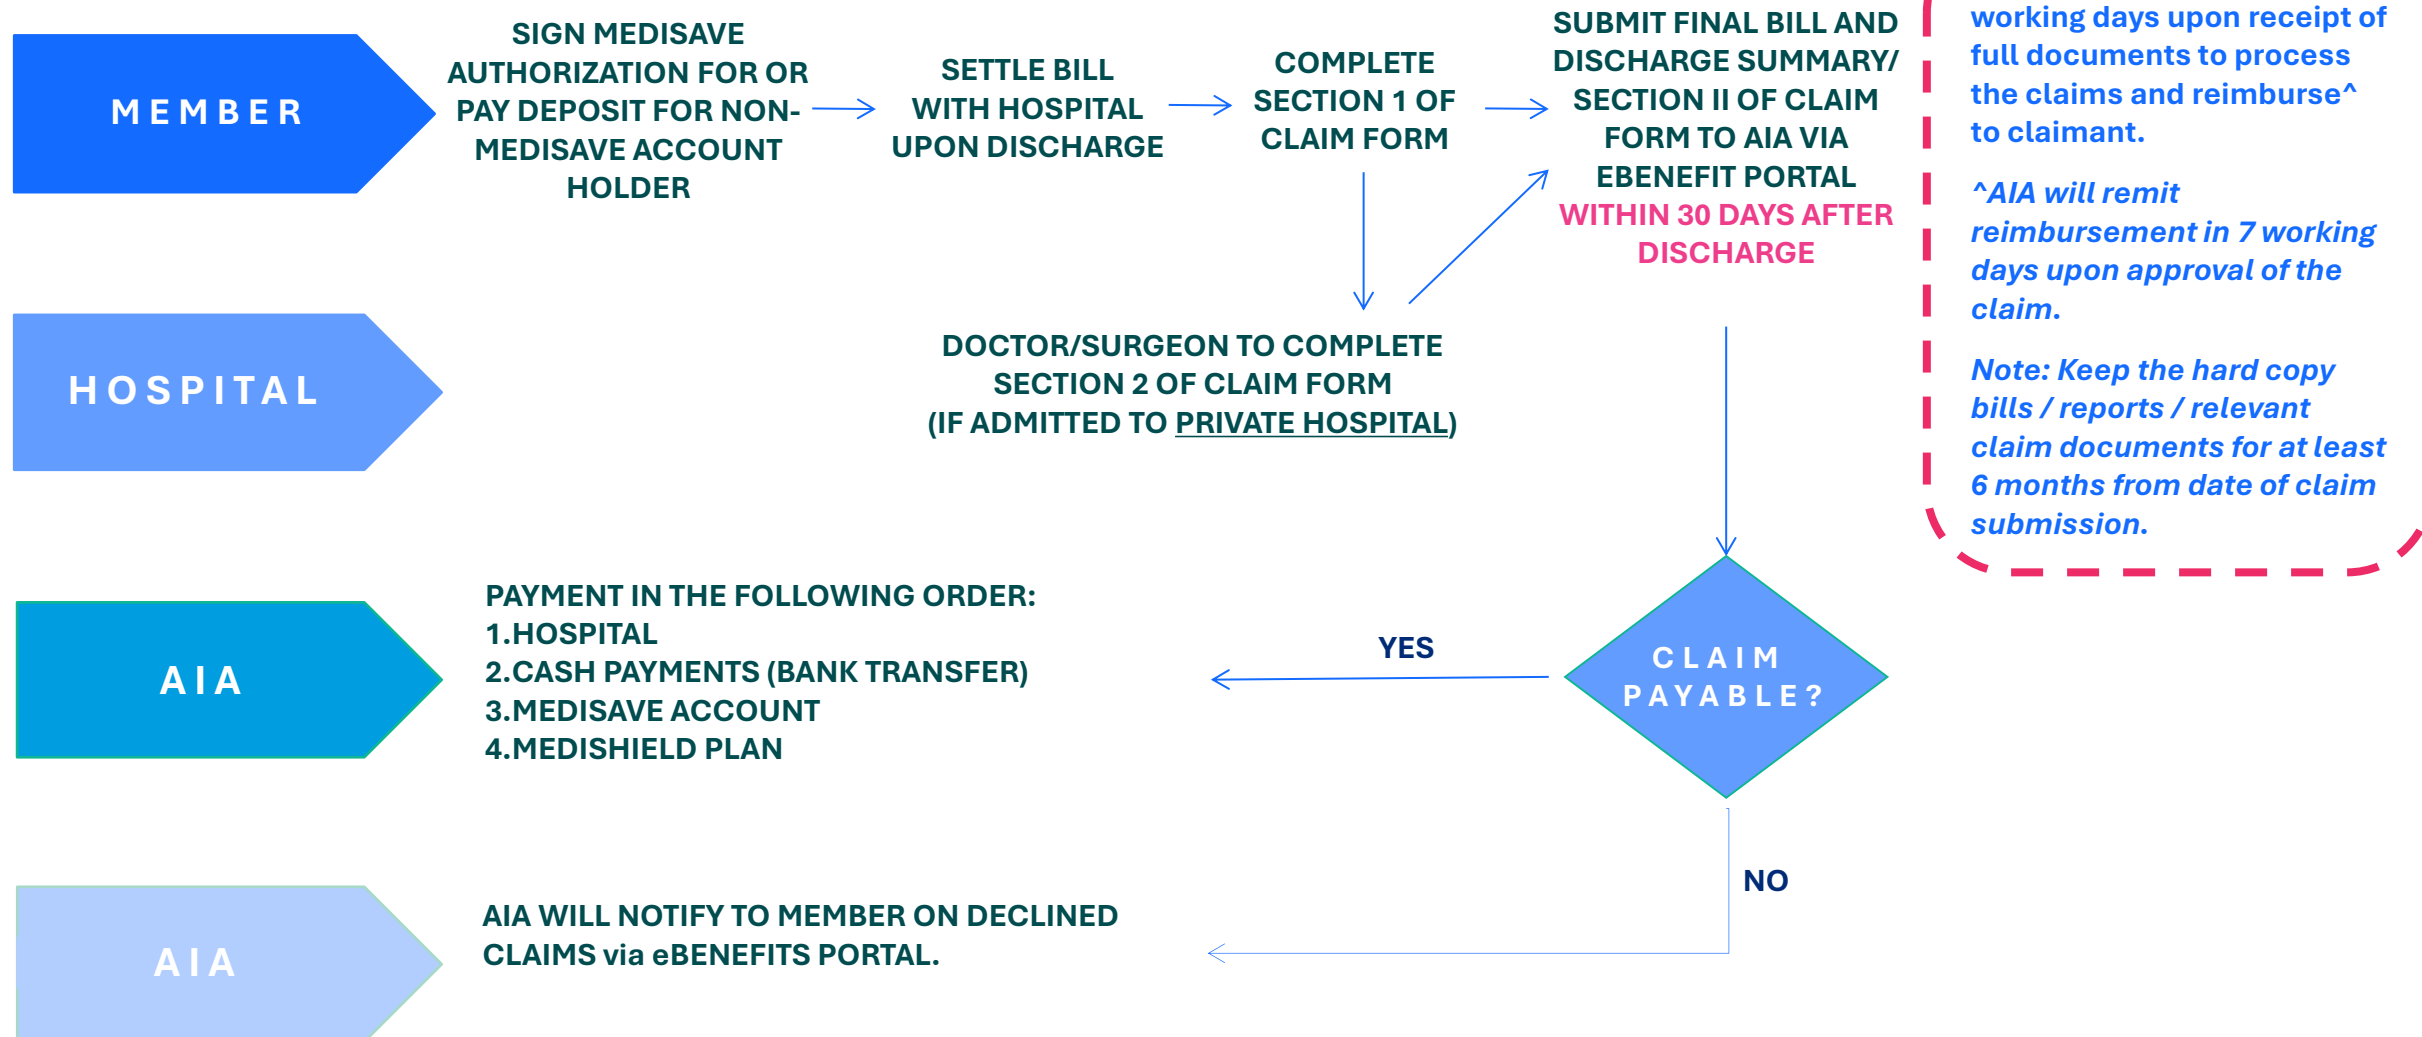 MEMBER
SIGN MEDISAVE
AUTHORIZATION FOR OR
PAY DEPOSIT FOR NON-
MEDISAVE ACCOUNT
HOLDER
SETTLE BILL
WITH HOSPITAL
UPON DISCHARGE
COMPLETE
SECTION 1 OF
CLAIM FORM
SUBMIT FINAL BILL AND
DISCHARGE SUMMARY/
SECTION II OF CLAIM
FORM TO AIA VIA
EBENEFIT PORTAL
WITHIN 30 DAYS AFTER
DISCHARGE
working days upon receipt of
full documents to process
the claims and reimburse^
to claimant.
^AIA will remit
reimbursement in 7 working
days upon approval of the
claim.
Note: Keep the hard copy
bills / reports / relevant
claim documents for at least
6 months from date of claim
submission.
HOSPITAL
DOCTOR/SURGEON TO COMPLETE
SECTION 2 OF CLAIM FORM
(IF ADMITTED TO PRIVATE HOSPITAL)
AIA
PAYMENT IN THE FOLLOWING ORDER:
1.HOSPITAL
2.CASH PAYMENTS (BANK TRANSFER)
3.MEDISAVE ACCOUNT
4.MEDISHIELD PLAN
YES
CLAIM
PAYABLE?
NO
AIA
AIA WILL NOTIFY TO MEMBER ON DECLINED
CLAIMS via eBENEFITS PORTAL.